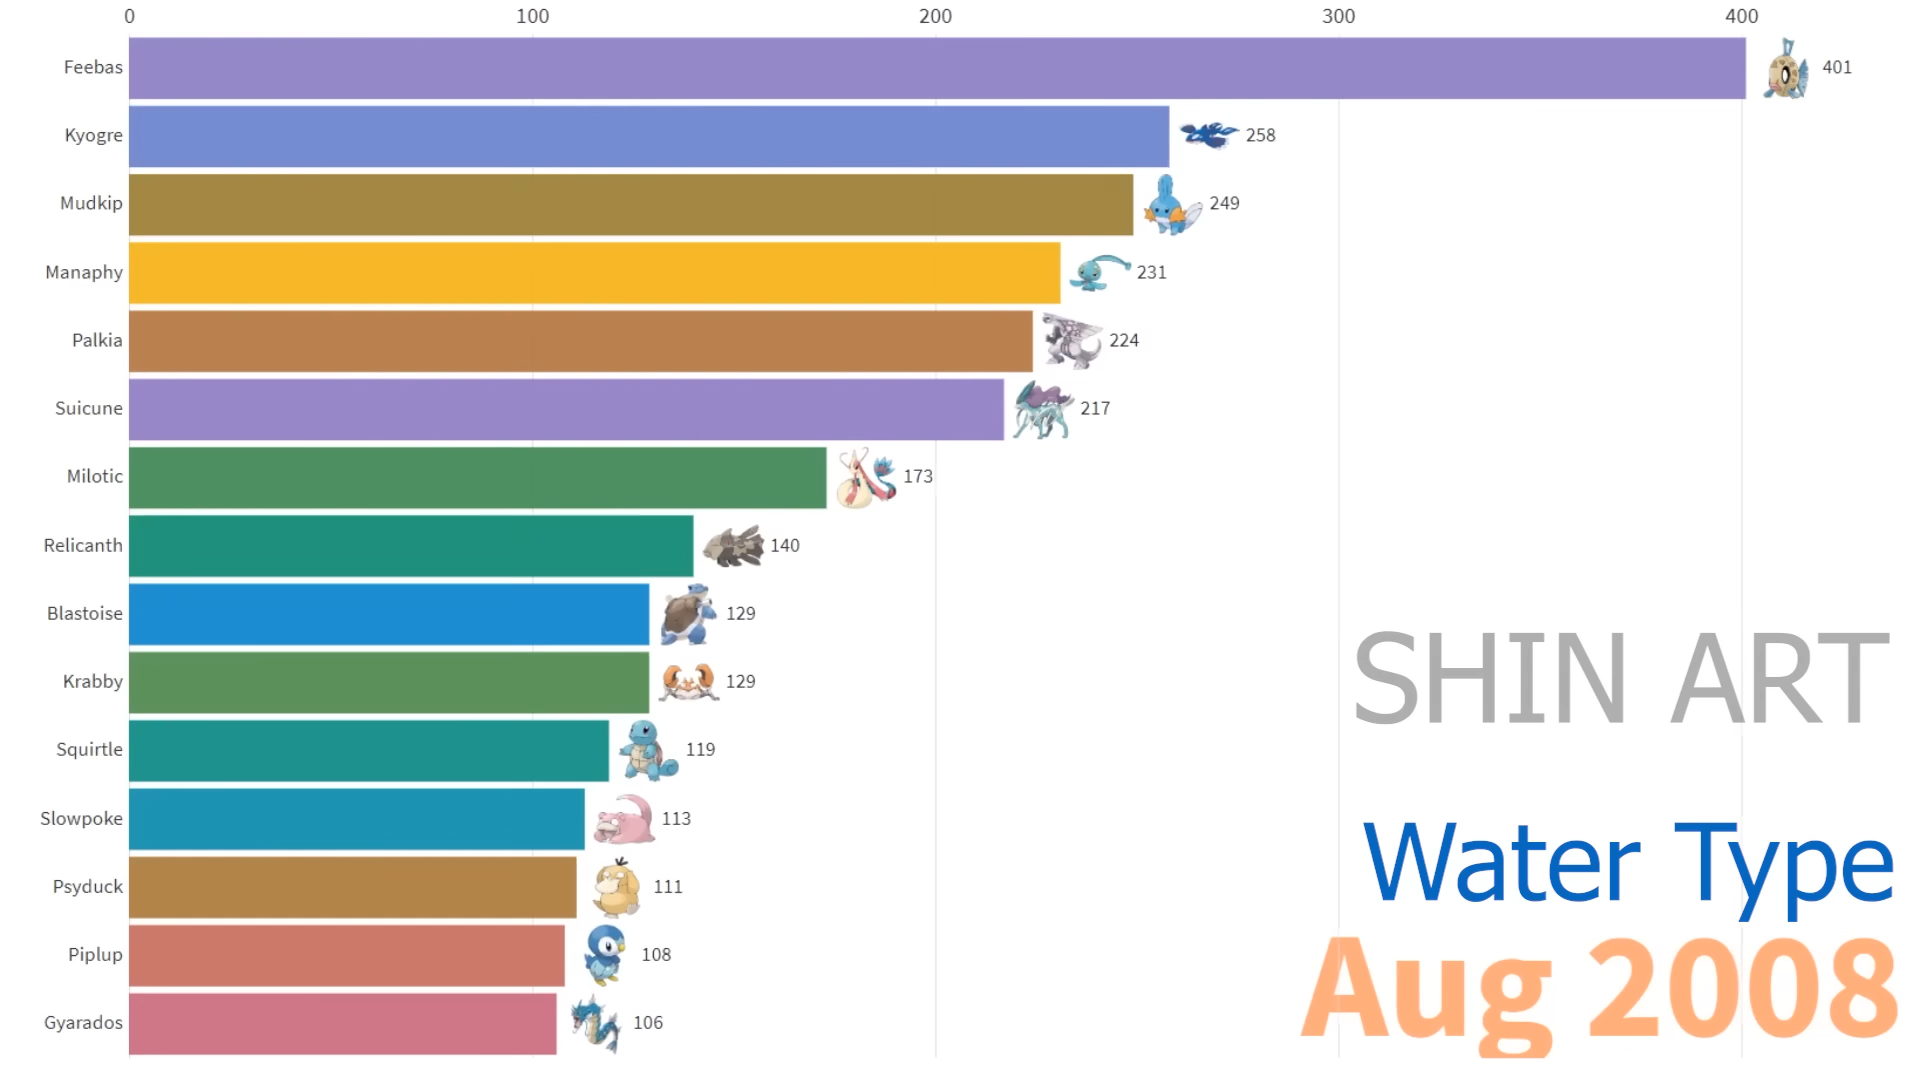 0 100 200 300 400
Feebas 401
Kyogre 258
Mudkip 249
Manaphy 231
Palkia 224
Suicune 217
Milotic 173
Relicanth 140
Blastoise 129
Krabby 129
Squirtle 119
Slowpoke 113
Psyduck 111
Piplup 108
Gyarados 106
SHIN ART
Water Type
Aug 2008